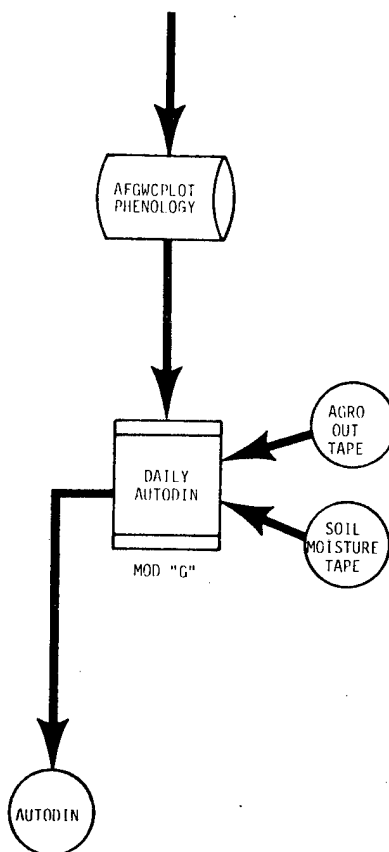 AFGWCPLOT
PHENOLOGY
DAILY
AUTODIN
MOD "G"
AGRO
OUT
TAPE
SOIL
MOISTURE
TAPE
AUTODIN